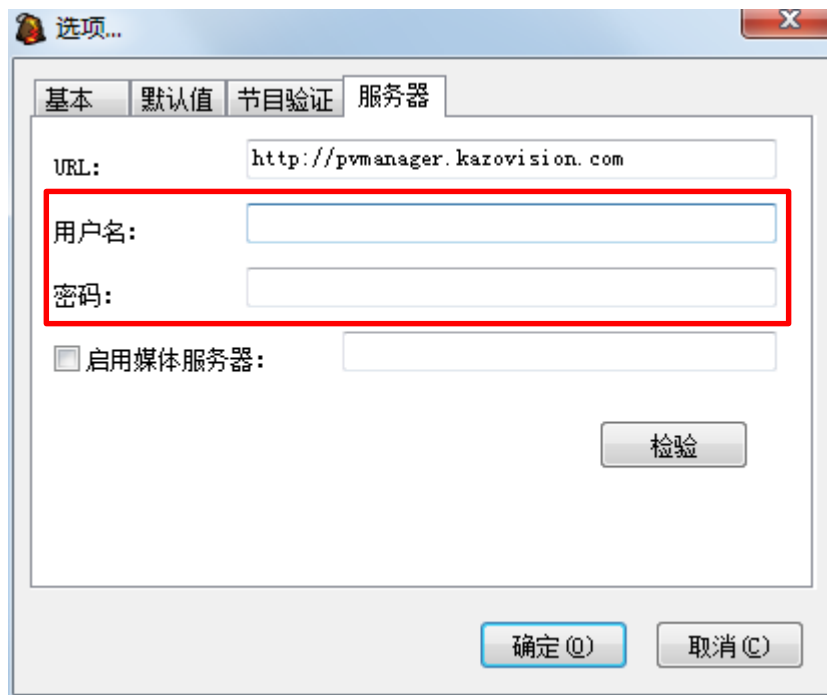 选项...
基本 默认值 节目验证 服务器
URL: http://pvmanager.kazovision.com
用户名:
密码:
启用媒体服务器:
检验
确定(O) 取消(C)